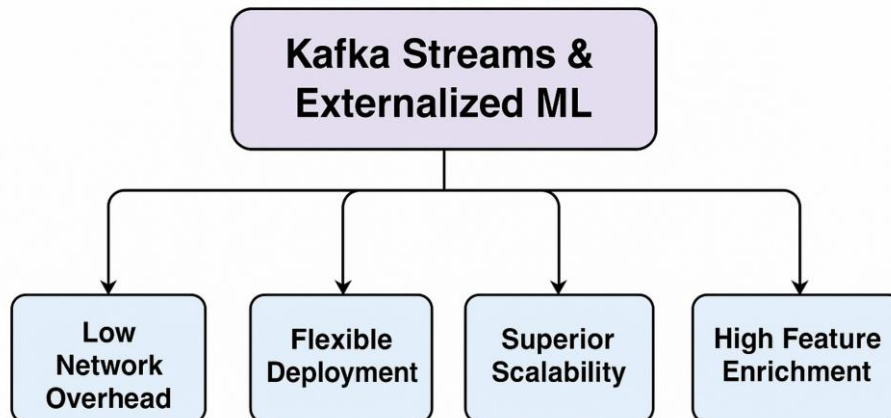 Kafka Streams &
Externalized ML
Low
Network
Overhead
Flexible
Deployment
Superior
Scalability
High Feature
Enrichment